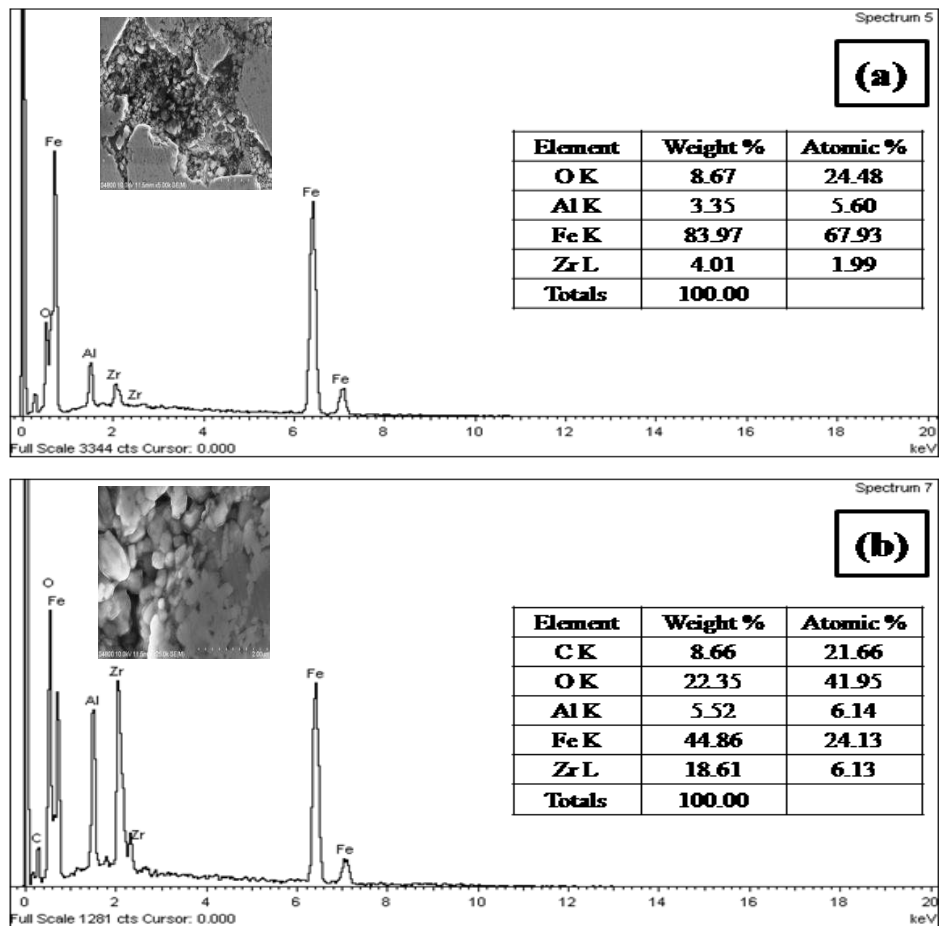 Spectrum 5
(a)
Fe
O
Al
Zr
Zr
Fe
Fe
Element Weight % Atomic %
O K 8.67 24.48
Al K 3.35 5.60
Fe K 83.97 67.93
Zr L 4.01 1.99
Totals 100.00
0 2 4 6 8 10 12 14 16 18 20
Full Scale 3344 cts Cursor: 0.000 keV
Spectrum 7
(b)
O
Fe
C
Al
Zr
Zr
Fe
Fe
Element Weight % Atomic %
C K 8.66 21.66
O K 22.35 41.95
Al K 5.52 6.14
Fe K 44.86 24.13
Zr L 18.61 6.13
Totals 100.00
0 2 4 6 8 10 12 14 16 18 20
Full Scale 1281 cts Cursor: 0.000 keV